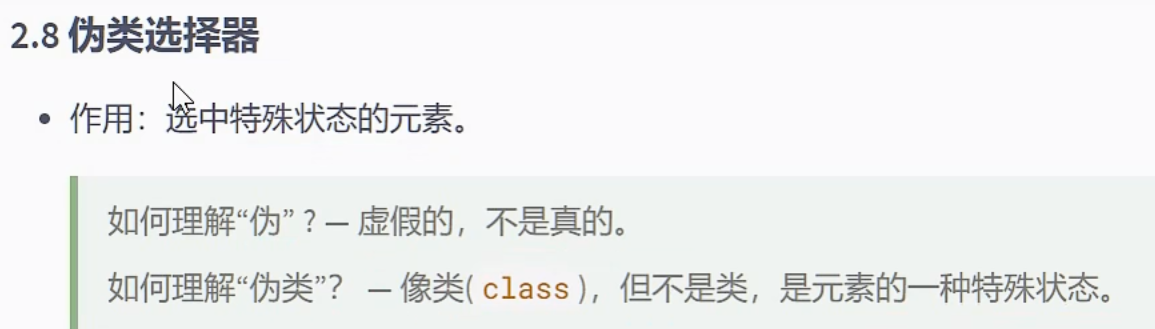 2.8 伪类选择器
作用：选中特殊状态的元素。
如何理解“伪” ? — 虚假的，不是真的。
如何理解“伪类”？ — 像类( class )，但不是类，是元素的一种特殊状态。